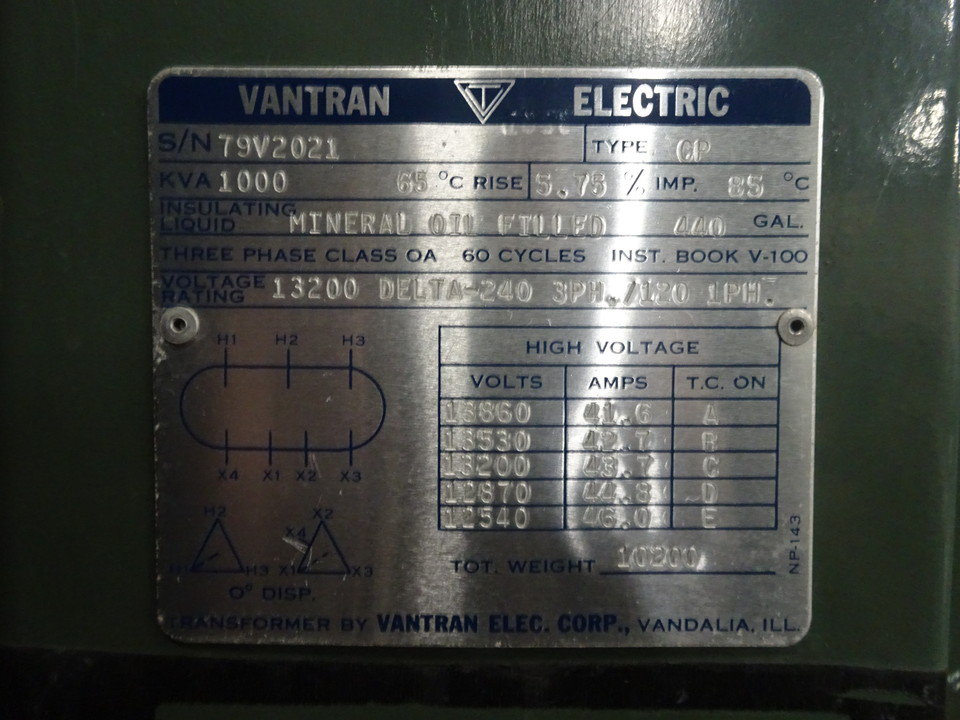 VANTRAN ELECTRIC
S/N 79V2021 TYPE CP
KVA 1000 65 °C RISE 5.75 % IMP. 85 °C
INSULATING LIQUID MINERAL OIL FILLED 440 GAL.
THREE PHASE CLASS OA 60 CYCLES INST. BOOK V-100
VOLTAGE RATING 13200 DELTA-240 3PH./120 1PH.
H1 H2 H3
X4 X1 X2 X3
HIGH VOLTAGE
VOLTS AMPS T.C. ON
13860 41.6 A
13530 42.7 B
13200 43.7 C
12870 44.8 D
12540 46.0 E
H2 X2
X4
H1 H3 X1 X3
0° DISP.
TOT. WEIGHT 10200
NP-143
TRANSFORMER BY VANTRAN ELEC. CORP., VANDALIA, ILL.